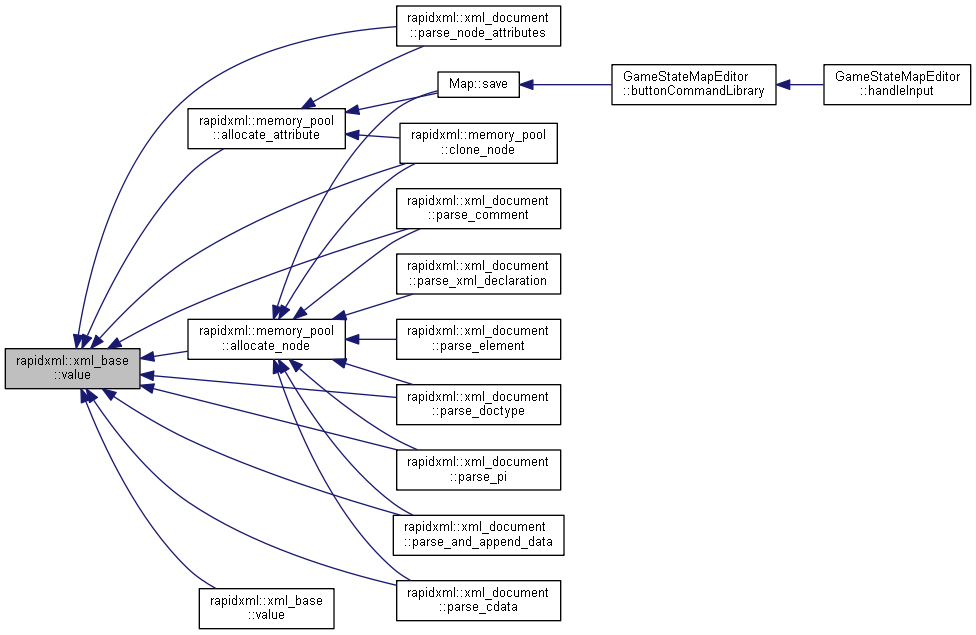 rapidxml::xml_document
::parse_node_attributes
Map::save
GameStateMapEditor
::buttonCommandLibrary
GameStateMapEditor
::handleInput
rapidxml::memory_pool
::allocate_attribute
rapidxml::memory_pool
::clone_node
rapidxml::xml_document
::parse_comment
rapidxml::xml_document
::parse_xml_declaration
rapidxml::memory_pool
::allocate_node
rapidxml::xml_document
::parse_element
rapidxml::xml_base
::value
rapidxml::xml_document
::parse_doctype
rapidxml::xml_document
::parse_pi
rapidxml::xml_document
::parse_and_append_data
rapidxml::xml_document
::parse_cdata
rapidxml::xml_base
::value